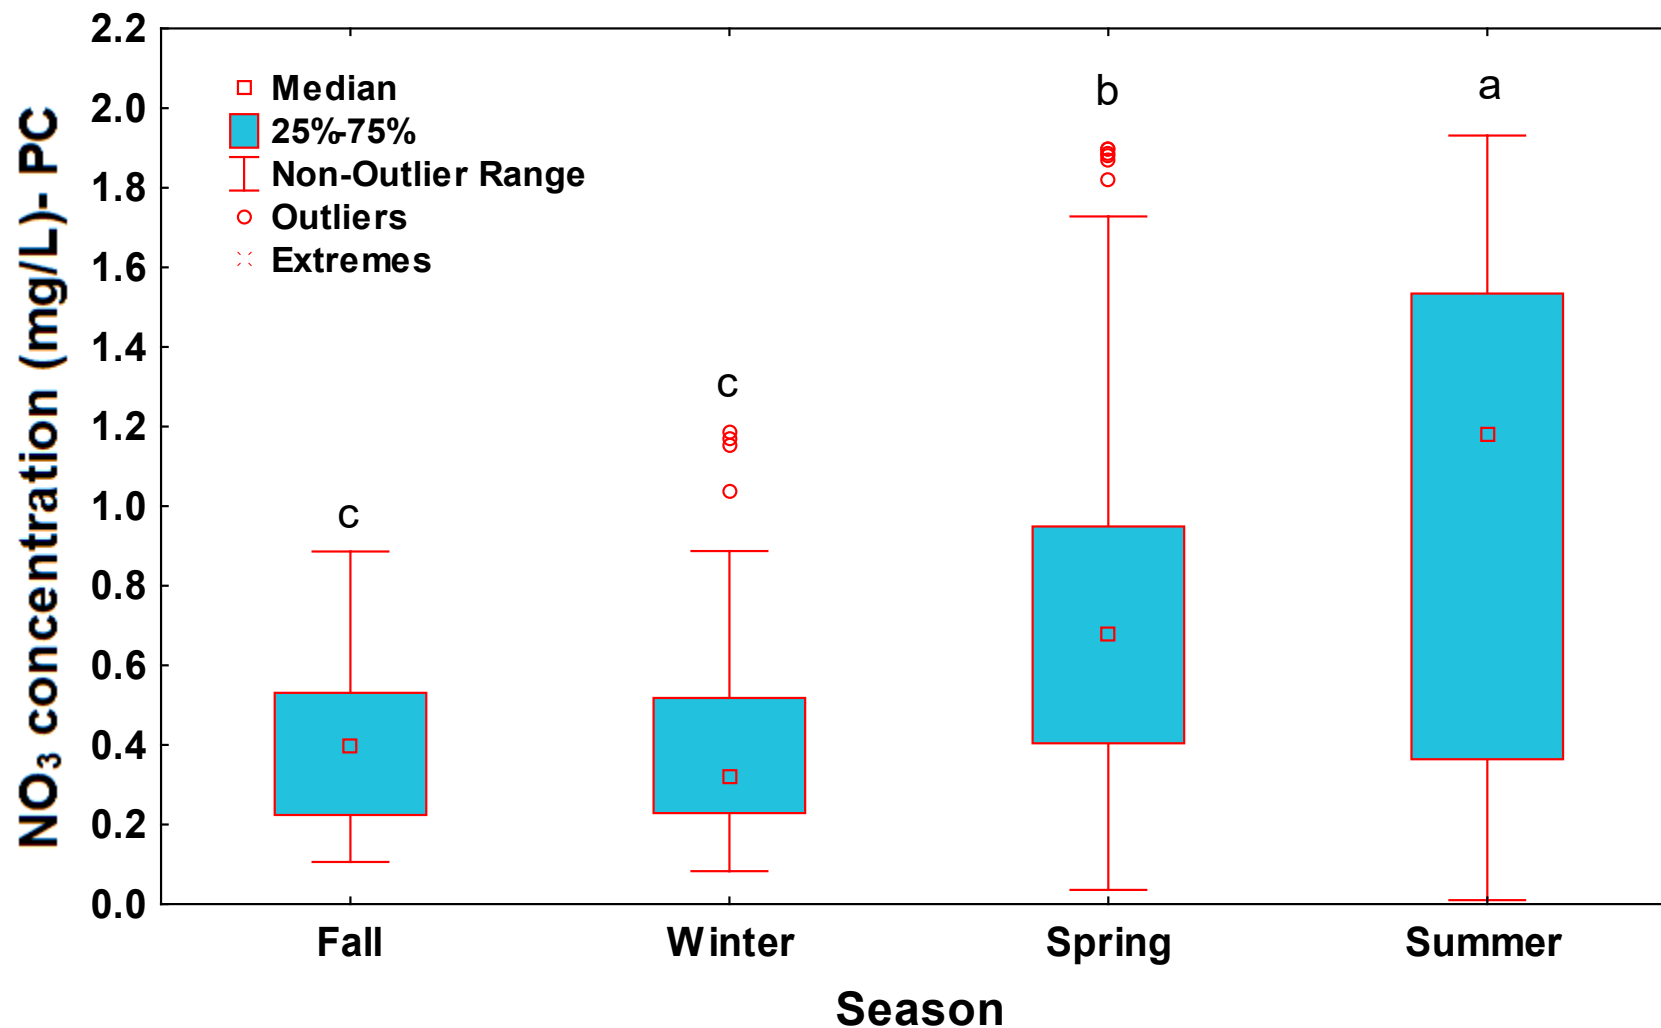 NO₃ concentration (mg/L)- PC
2.2
2.0
1.8
1.6
1.4
1.2
1.0
0.8
0.6
0.4
0.2
0.0
Median
25%-75%
Non-Outlier Range
Outliers
Extremes
c
c
b
a
Fall
Winter
Spring
Summer
Season